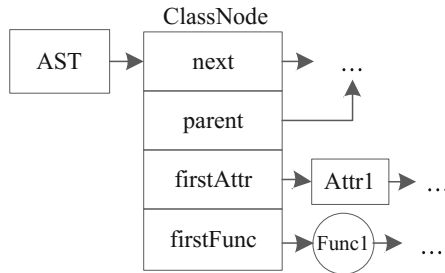 ClassNode
AST
next
...
parent
firstAttr
Attr1
...
firstFunc
Func1
...